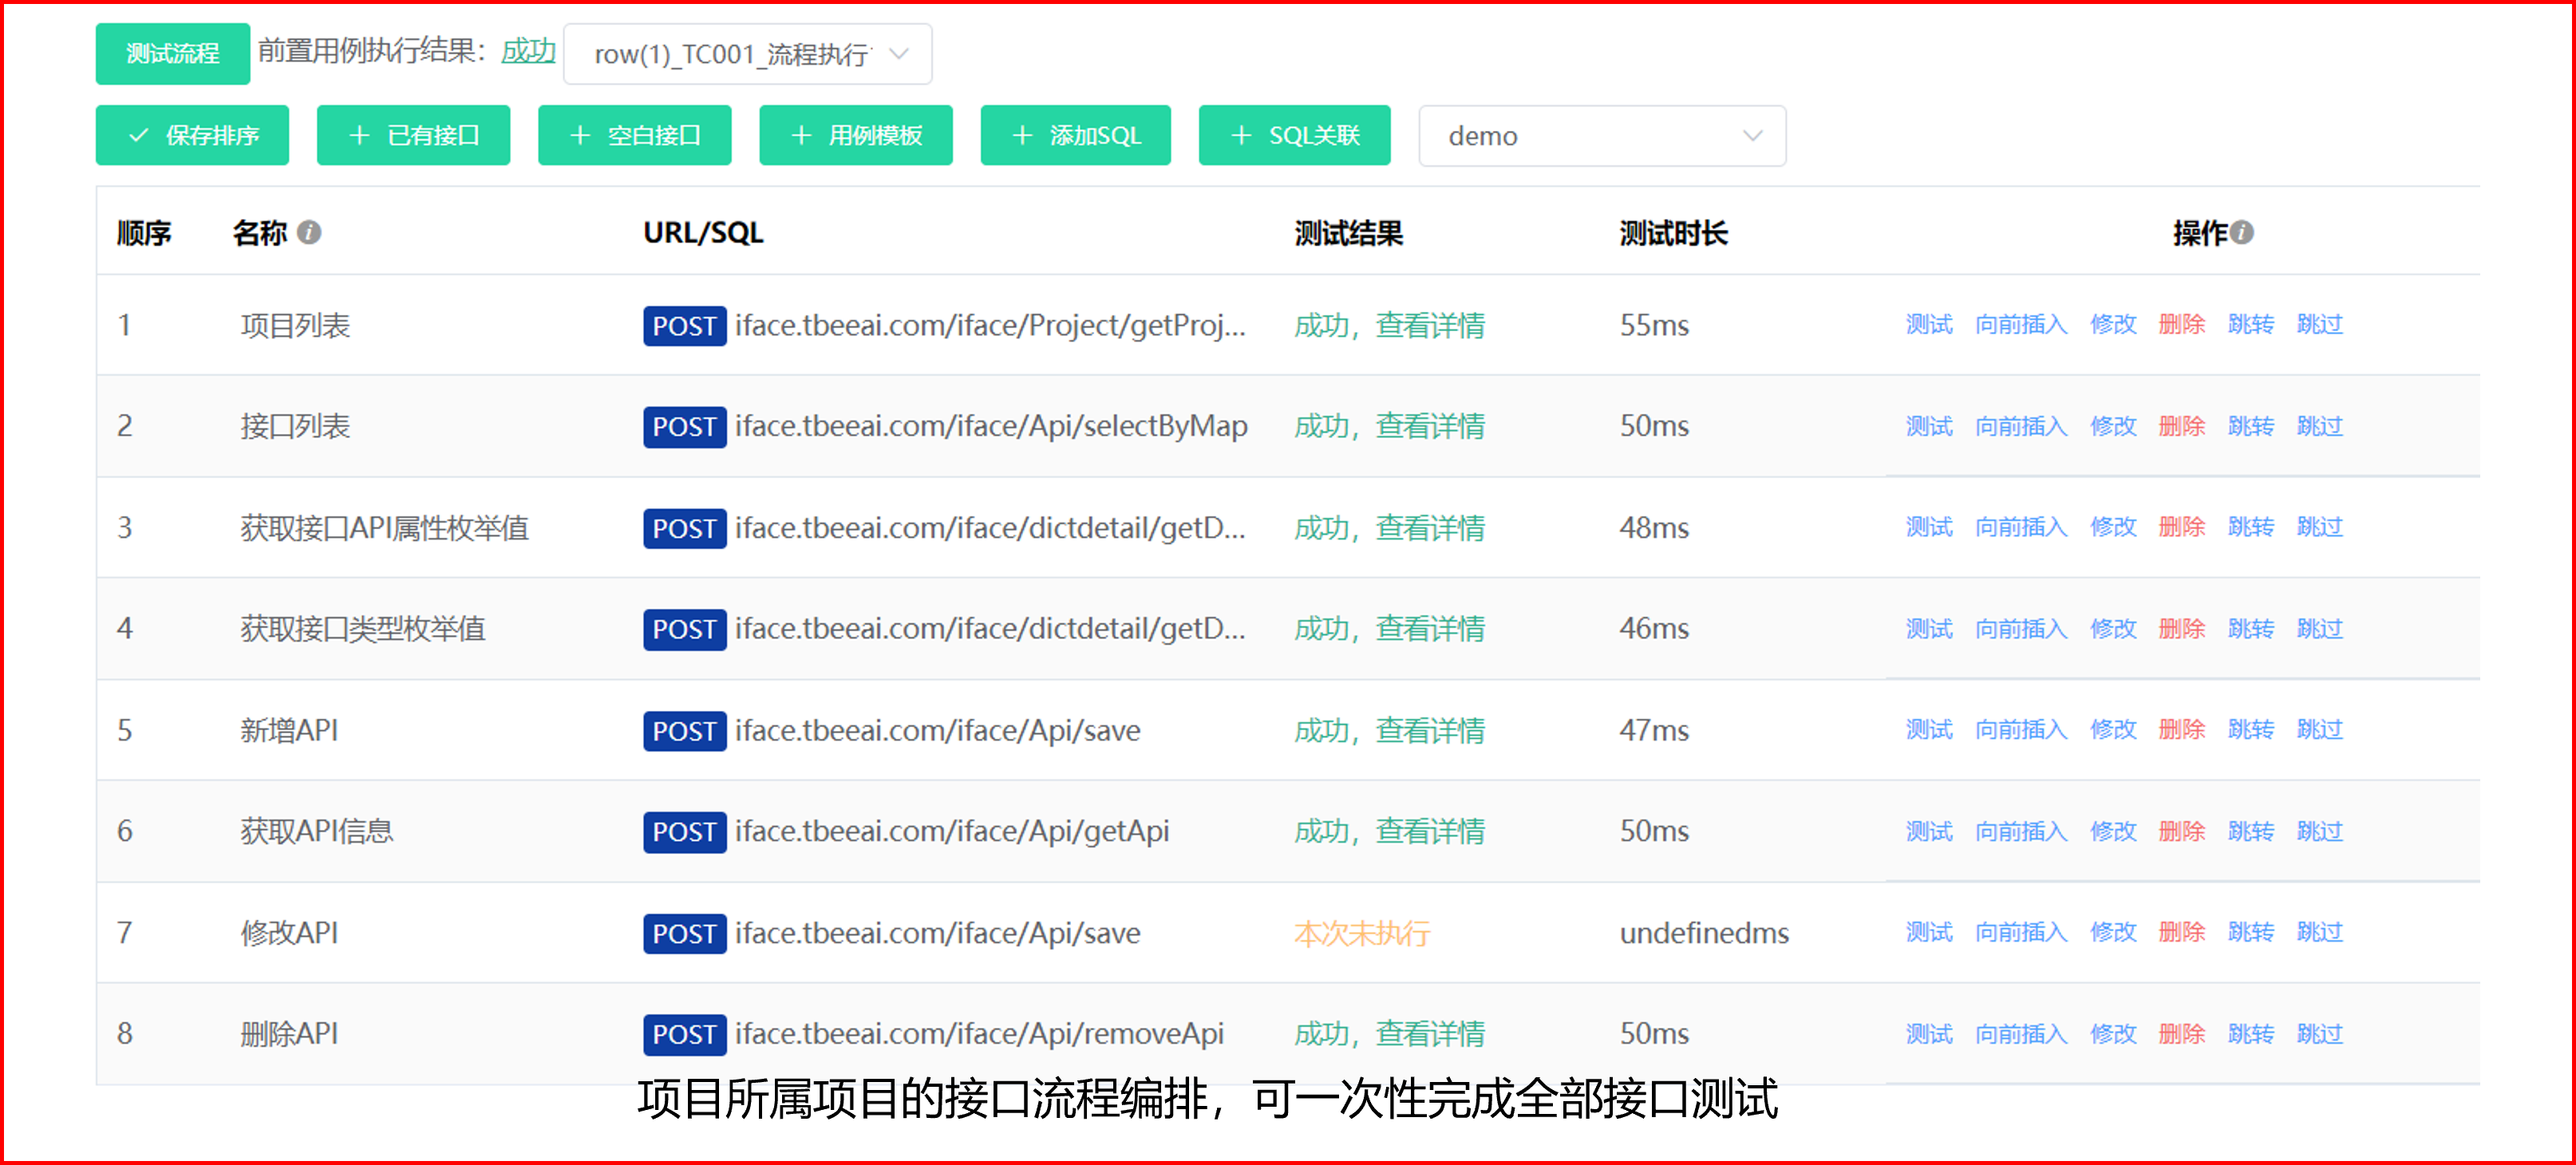 测试流程 前置用例执行结果：成功 row(1)_TC001_流程执行
保存排序 已有接口 空白接口 用例模板 添加SQL SQL关联 demo
顺序 名称 URL/SQL 测试结果 测试时长 操作
1 项目列表 POST iface.tbeeai.com/iface/Project/getProj... 成功，查看详情 55ms 测试 向前插入 修改 删除 跳转 跳过
2 接口列表 POST iface.tbeeai.com/iface/Api/selectByMap 成功，查看详情 50ms 测试 向前插入 修改 删除 跳转 跳过
3 获取接口API属性枚举值 POST iface.tbeeai.com/iface/dictdetail/getD... 成功，查看详情 48ms 测试 向前插入 修改 删除 跳转 跳过
4 获取接口类型枚举值 POST iface.tbeeai.com/iface/dictdetail/getD... 成功，查看详情 46ms 测试 向前插入 修改 删除 跳转 跳过
5 新增API POST iface.tbeeai.com/iface/Api/save 成功，查看详情 47ms 测试 向前插入 修改 删除 跳转 跳过
6 获取API信息 POST iface.tbeeai.com/iface/Api/getApi 成功，查看详情 50ms 测试 向前插入 修改 删除 跳转 跳过
7 修改API POST iface.tbeeai.com/iface/Api/save 本次未执行 undefinedms 测试 向前插入 修改 删除 跳转 跳过
8 删除API POST iface.tbeeai.com/iface/Api/removeApi 成功，查看详情 50ms 测试 向前插入 修改 删除 跳转 跳过
项目所属项目的接口流程编排，可一次性完成全部接口测试